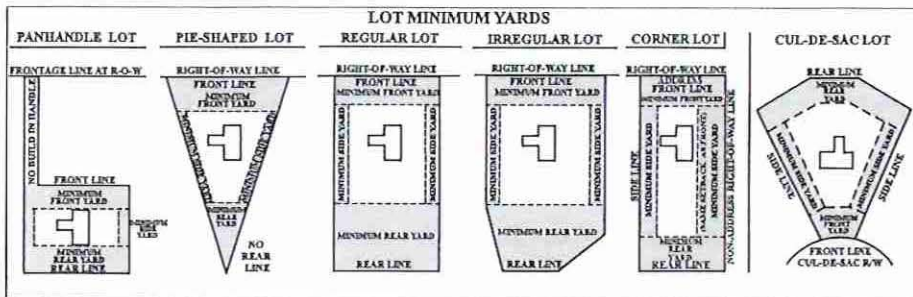 LOT MINIMUM YARDS
PANHANDLE LOT
FRONTAGE LINE AT R-O-W
NO BUILD IN HANDLE
FRONT LINE
MINIMUM
FRONT YARD
MINIMUM
SIDE
YARD
MINIMUM
REAR YARD
REAR LINE
PIE-SHAPED LOT
RIGHT-OF-WAY LINE
FRONT LINE
MINIMUM
FRONT YARD
MINIMUM SIDE YARD
MINIMUM SIDE YARD
MINIMUM
REAR
YARD
NO
REAR
LINE
REGULAR LOT
RIGHT-OF-WAY LINE
FRONT LINE
MINIMUM FRONT YARD
MINIMUM SIDE YARD
MINIMUM SIDE YARD
MINIMUM REAR YARD
REAR LINE
IRREGULAR LOT
RIGHT-OF-WAY LINE
FRONT LINE
MINIMUM FRONT YARD
MINIMUM SIDE YARD
MINIMUM SIDE YARD
MINIMUM REAR YARD
REAR LINE
CORNER LOT
RIGHT-OF-WAY LINE
ADDRESS
FRONT LINE
MINIMUM FRONT YARD
SIDE LINE
MINIMUM SIDE YARD
(SAME SETBACK AS FRONT)
MINIMUM SIDE YARD
NON-ADDRESS RIGHT-OF-WAY LINE
MINIMUM
REAR
YARD
REAR LINE
CUL-DE-SAC LOT
REAR LINE
MINIMUM
REAR
YARD
MINIMUM SIDE YARD
SIDE LINE
MINIMUM SIDE YARD
SIDE LINE
MINIMUM
FRONT
YARD
FRONT LINE
CUL-DE-SAC R/W